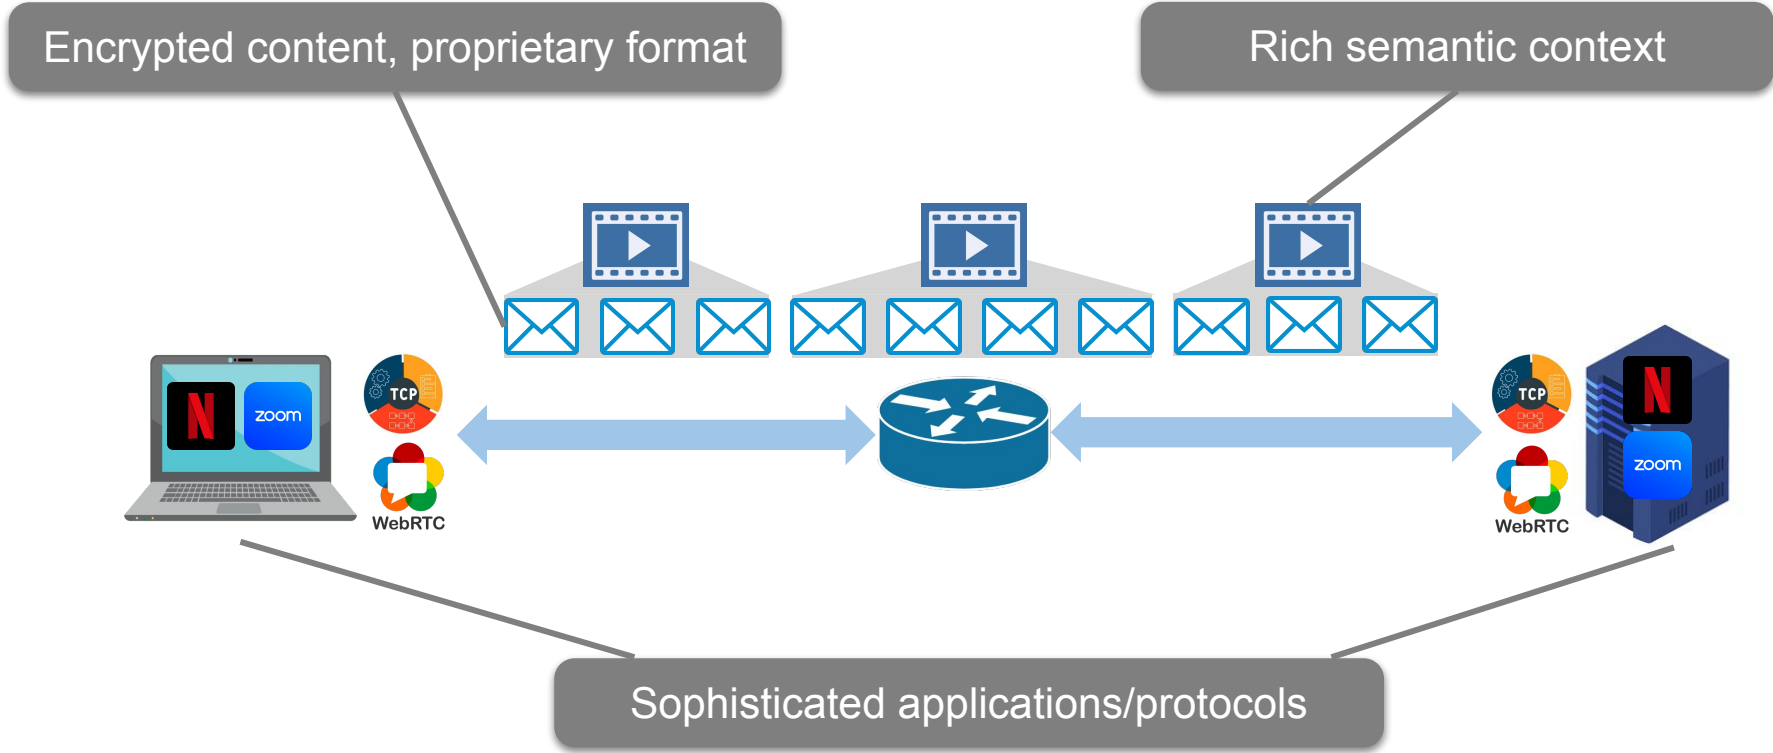 Encrypted content, proprietary format
Rich semantic context
N
zoom
TCP
WebRTC
TCP
WebRTC
N
zoom
Sophisticated applications/protocols